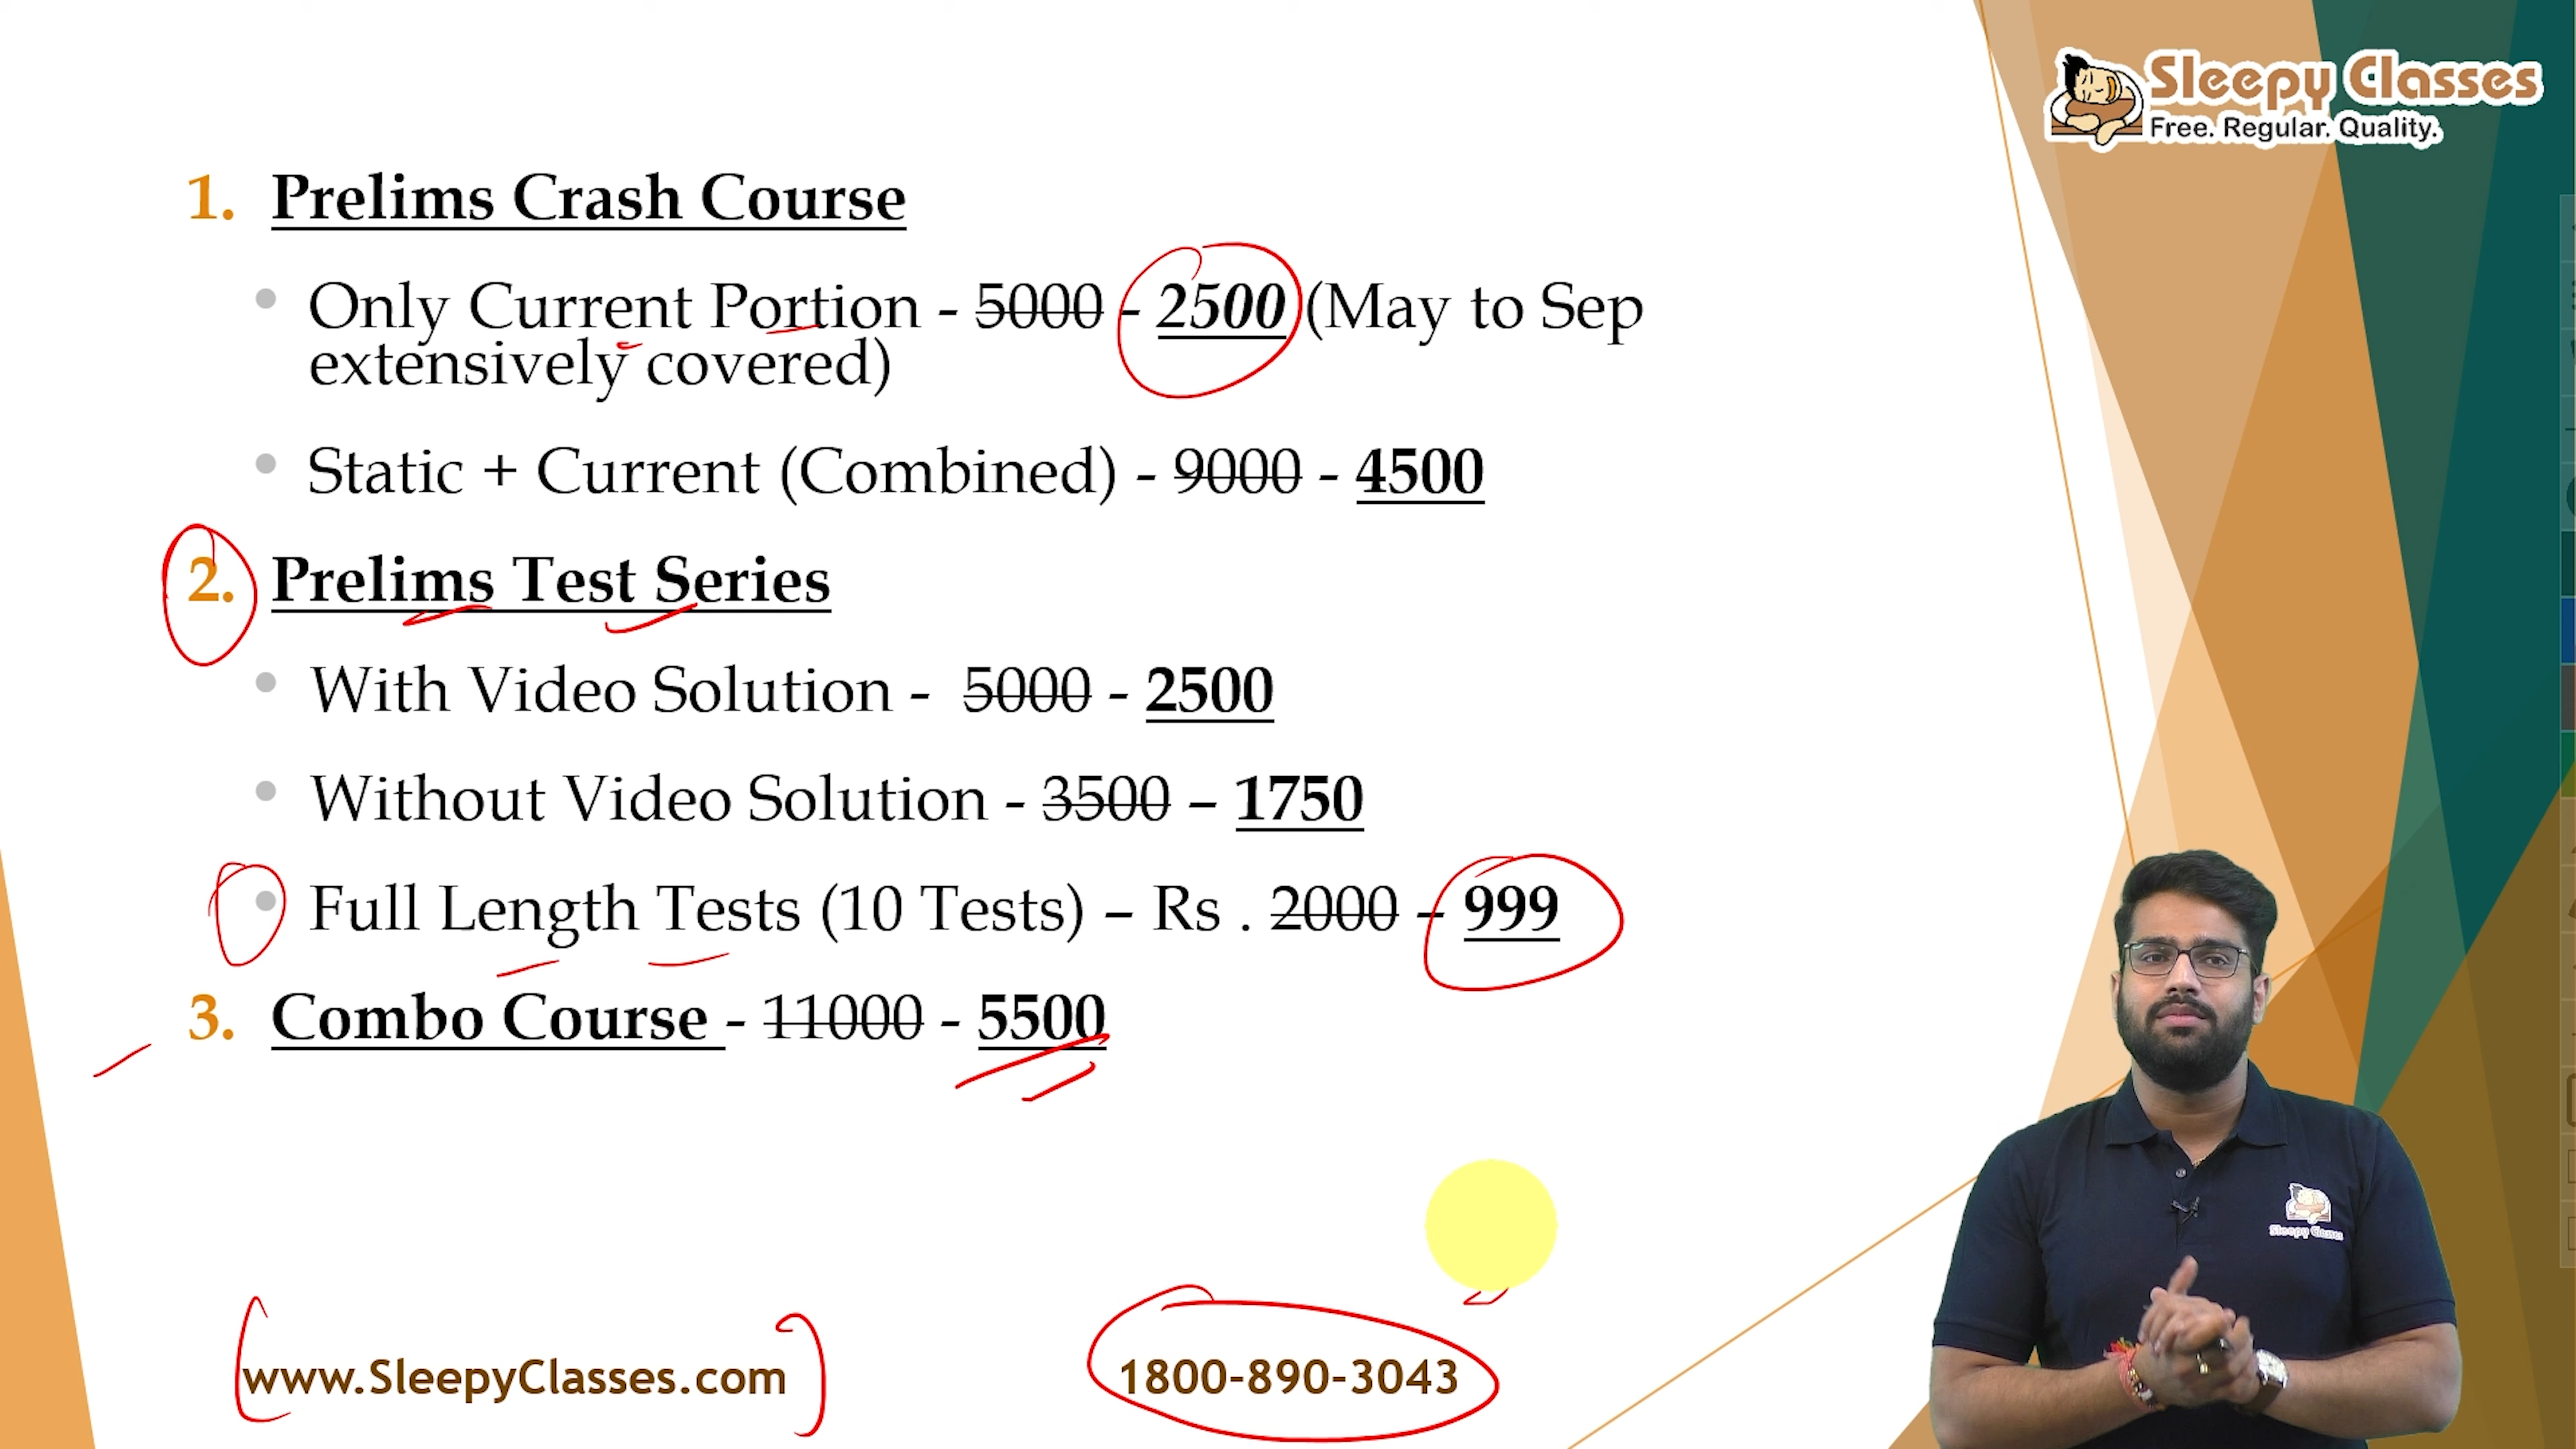 Sleepy Classes
Free. Regular. Quality.
1. Prelims Crash Course
• Only Current Portion - 5000 - 2500 (May to Sep
extensively covered)
• Static + Current (Combined) - 9000 - 4500
2. Prelims Test Series
• With Video Solution - 5000 - 2500
• Without Video Solution - 3500 – 1750
• Full Length Tests (10 Tests) – Rs . 2000 – 999
3. Combo Course - 11000 - 5500
Sleepy Classes
www.SleepyClasses.com
1800-890-3043